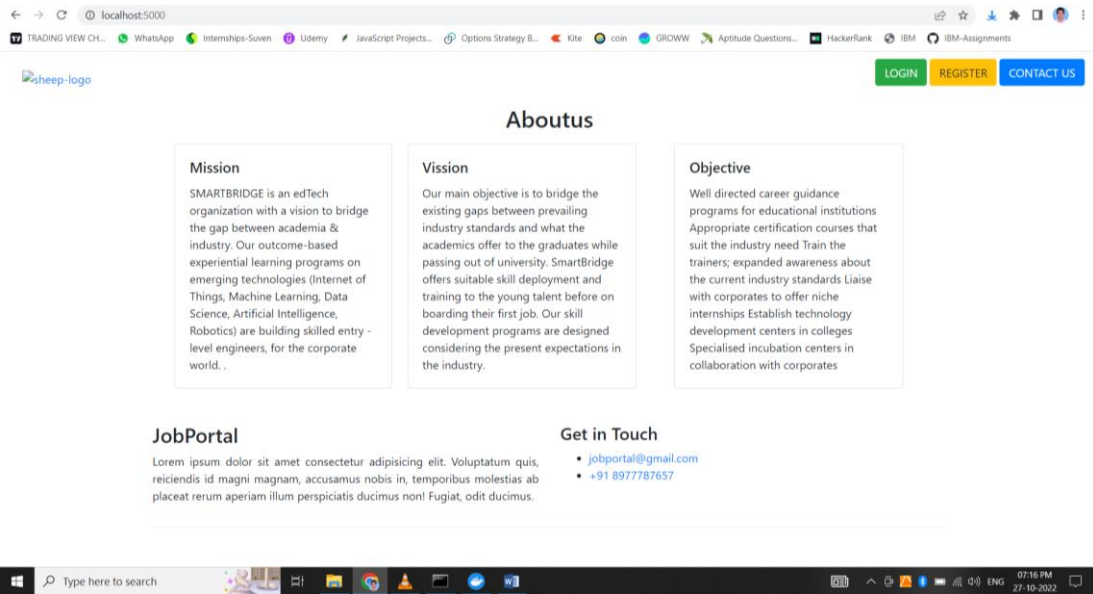 localhost:5000
TRADING VIEW CH...
WhatsApp
Internships-Suven
Udemy
JavaScript Projects...
Options Strategy B...
Kite
coin
GROWW
Aptitude Questions...
HackerRank
IBM
IBM-Assignments
sheep-logo
LOGIN
REGISTER
CONTACT US
Aboutus
Mission
SMARTBRIDGE is an edTech
organization with a vision to bridge
the gap between academia &
industry. Our outcome-based
experiential learning programs on
emerging technologies (Internet of
Things, Machine Learning, Data
Science, Artificial Intelligence,
Robotics) are building skilled entry -
level engineers, for the corporate
world. .
Vission
Our main objective is to bridge the
existing gaps between prevailing
industry standards and what the
academics offer to the graduates while
passing out of university. SmartBridge
offers suitable skill deployment and
training to the young talent before on
boarding their first job. Our skill
development programs are designed
considering the present expectations in
the industry.
Objective
Well directed career guidance
programs for educational institutions
Appropriate certification courses that
suit the industry need Train the
trainers; expanded awareness about
the current industry standards Liaise
with corporates to offer niche
internships Establish technology
development centers in colleges
Specialised incubation centers in
collaboration with corporates
JobPortal
Lorem ipsum dolor sit amet consectetur adipisicing elit. Voluptatum quis,
reiciendis id magni magnam, accusamus nobis in, temporibus molestias ab
placeat rerum aperiam illum perspiciatis ducimus non! Fugiat, odit ducimus.
Get in Touch
jobportal@gmail.com
+91 8977787657
Type here to search
ENG
07:16 PM
27-10-2022